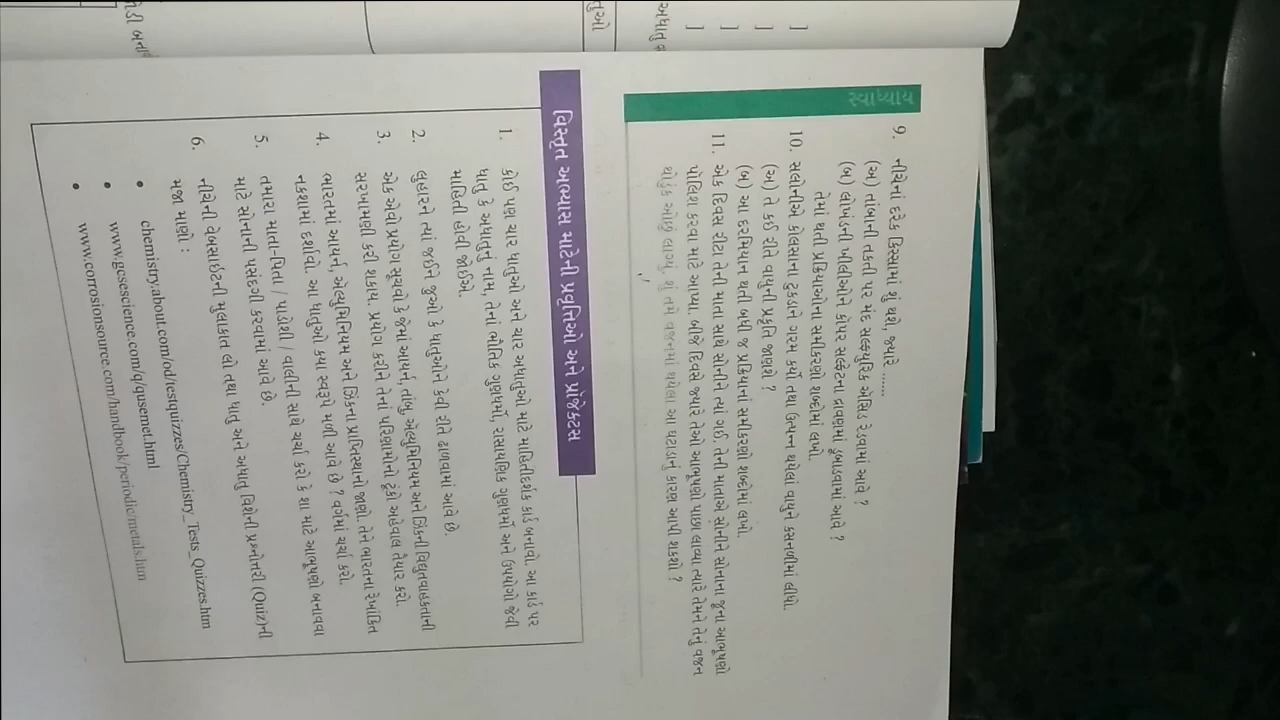 સ્વાધ્યાય
9. નીચેનાં દરેક કિસ્સામાં શું થશે, જ્યારે ......
(અ) તાંબાની તકતી પર મંદ સલ્ફ્યુરિક ઍસિડ રેડવામાં આવે ?
(બ) લોખંડની ખીલીઓને કોપર સલ્ફેટના દ્રાવણમાં ડુબાડવામાં આવે ?
તેમાં થતી પ્રક્રિયાઓના સમીકરણો શબ્દોમાં લખો.
10. સલોનીએ કોલસાના ટુકડાને ગરમ કર્યો તથા ઉત્પન્ન થયેલાં વાયુને કસનળીમાં લીધો.
(અ) તે કઈ રીતે વાયુની પ્રકૃતિ જાણશે ?
(બ) આ દરમિયાન થતી બધી જ પ્રક્રિયાનાં સમીકરણો શબ્દોમાં લખો.
11. એક દિવસ રીટા તેની માતા સાથે સોનીને ત્યાં ગઈ. તેની માતાએ સોનીને સોનાના જૂના આભૂષણો
પૉલિશ કરવા માટે આપ્યા. બીજે દિવસે જ્યારે તેઓ આભૂષણો પાછા લાવ્યા ત્યારે તેમને તેનું વજન
થોડુંક ઓછું લાગ્યું. શું તમે વજનમાં થયેલા આ ઘટાડાનું કારણ આપી શકશો ?
વિસ્તૃત અભ્યાસ માટેની પ્રવૃત્તિઓ અને પ્રૉજેક્ટ્સ
1. કોઈ પણ ચાર ધાતુઓ અને ચાર અધાતુઓ માટે માહિતીદર્શક કાર્ડ બનાવો. આ કાર્ડ પર
ધાતુ કે અધાતુનું નામ, તેનાં ભૌતિક ગુણધર્મો, રાસાયણિક ગુણધર્મો અને ઉપયોગો જેવી
માહિતી હોવી જોઈએ.
2. લુહારને ત્યાં જઈને જુઓ કે ધાતુઓને કેવી રીતે ઢાળવામાં આવે છે.
3. એક એવો પ્રયોગ સૂચવો કે જેમાં આયર્ન, તાંબુ, ઍલ્યુમિનિયમ અને ઝિંકની વિદ્યુતવાહકતાની
સરખામણી કરી શકાય. પ્રયોગ કરીને તેનાં પરિણામોનો ટૂંકો અહેવાલ તૈયાર કરો.
4. ભારતમાં આયર્ન, ઍલ્યુમિનિયમ અને ઝિંકના પ્રાપ્તિસ્થાનો જાણો. તેને ભારતના રેખાંકિત
નકશામાં દર્શાવો. આ ધાતુઓ કયા સ્વરૂપે મળી આવે છે ? વર્ગમાં ચર્ચા કરો.
5. તમારા માતા-પિતા / પાડોશી / વાલીની સાથે ચર્ચા કરો કે શા માટે આભૂષણો બનાવવા
માટે સોનાની પસંદગી કરવામાં આવે છે.
6. નીચેની વેબસાઈટની મુલાકાત લો તથા ધાતુ અને અધાતુ વિશેની પ્રશ્નોત્તરી (Quiz)ની
મજા માણો :
• chemistry.about.com/od/testquizzes/Chemistry_Tests_Quizzes.htm
• www.gcsescience.com/q/qusemet.html
• www.corrosionsource.com/handbook/periodic/metals.htm